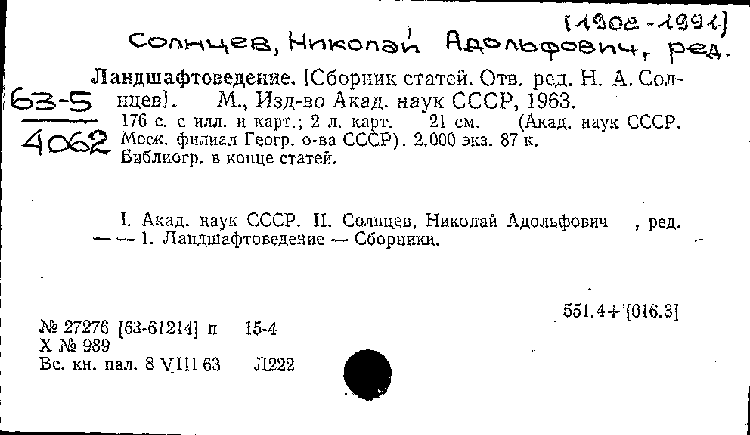 [1902-1991]
Солнцев, Николай Адольфович, ред.
Ландшафтоведение. [Сборник статей. Отв. ред. Н. А. Сол-
63-5 нцев]. М., Изд-во Акад. наук СССР, 1963.
176 с. с илл. и карт.; 2 л. карт. 21 см. (Акад. наук СССР.
4062 Моск. филиал Геогр. о-ва СССР). 2.000 экз. 87 к.
Библиогр. в конце статей.
I. Акад. наук СССР. II. Солнцев, Николай Адольфович , ред.
— — 1. Ландшафтоведение — Сборники.
551.4+[016.3]
№ 27276 [63-61214] п 15-4
X № 989
Вс. кн. пал. 8 VIII 63 Л222